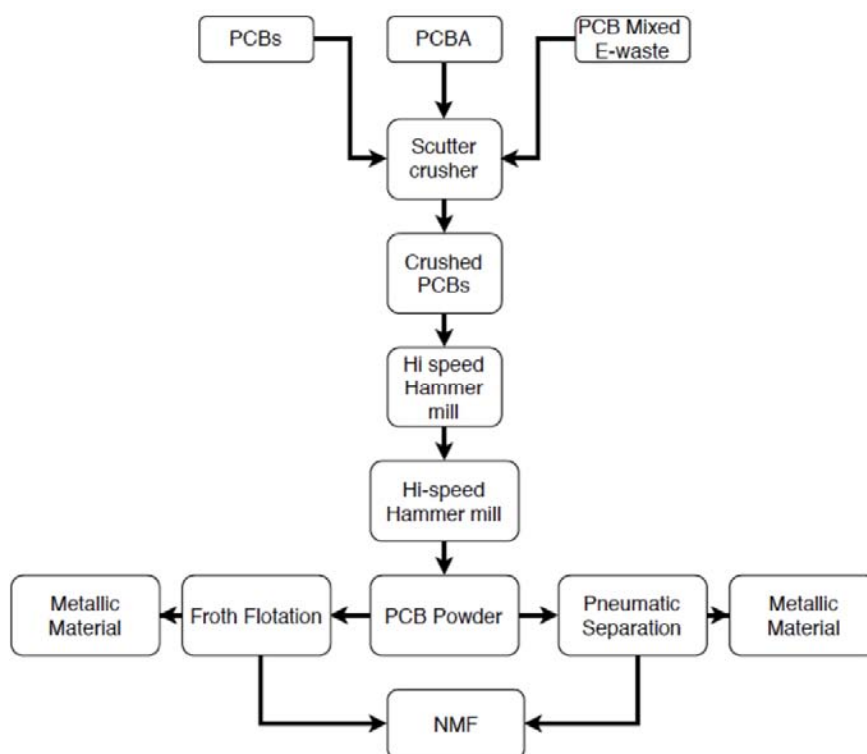 PCBs
PCBA
PCB Mixed
E-waste
Scutter
crusher
Crushed
PCBs
Hi speed
Hammer
mill
Hi-speed
Hammer mill
Metallic
Material
Froth Flotation
PCB Powder
Pneumatic
Separation
Metallic
Material
NMF